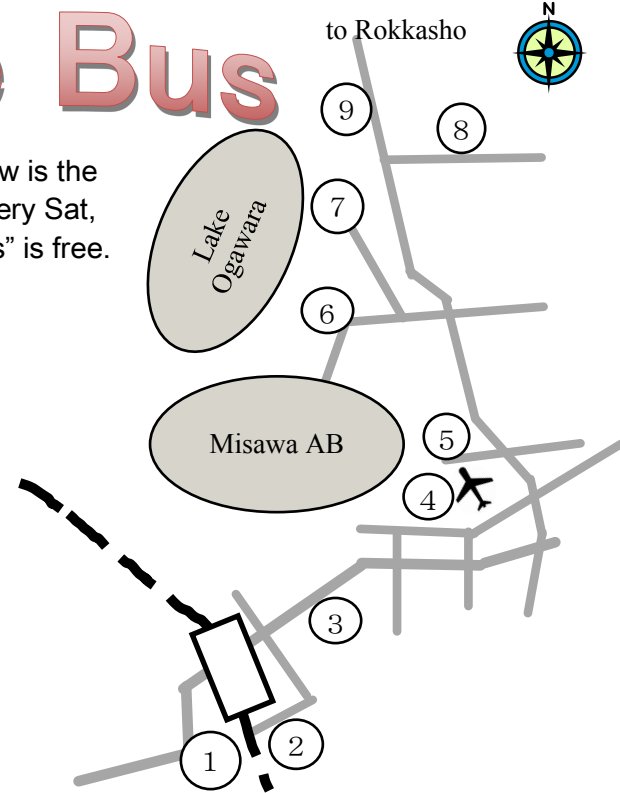 Bus
to Rokkasho
N
9
8
w is the
ery Sat,
s” is free.
7
Lake
Ogawara
6
Misawa AB
5
4
3
2
1